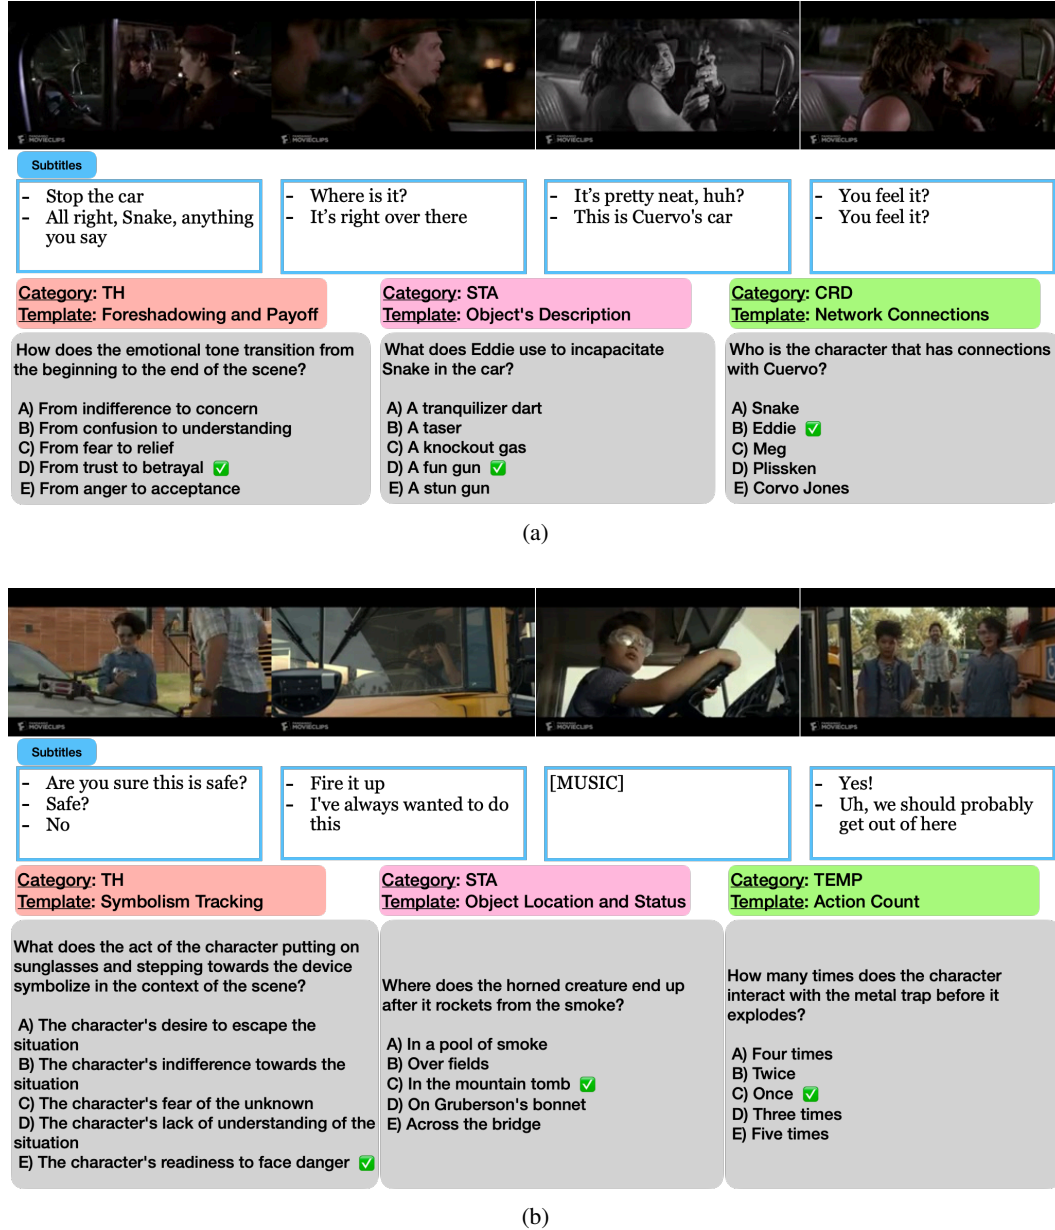 MOVIECLIPS
MOVIECLIPS
MOVIECLIPS
MOVIECLIPS
Subtitles
- Stop the car
- All right, Snake, anything
you say
- Where is it?
- It's right over there
- It's pretty neat, huh?
- This is Cuervo's car
- You feel it?
- You feel it?
Category: TH
Template: Foreshadowing and Payoff
How does the emotional tone transition from
the beginning to the end of the scene?
A) From indifference to concern
B) From confusion to understanding
C) From fear to relief
D) From trust to betrayal ✅
E) From anger to acceptance
Category: STA
Template: Object's Description
What does Eddie use to incapacitate
Snake in the car?
A) A tranquilizer dart
B) A taser
C) A knockout gas
D) A fun gun ✅
E) A stun gun
Category: CRD
Template: Network Connections
Who is the character that has connections
with Cuervo?
A) Snake
B) Eddie ✅
C) Meg
D) Plissken
E) Corvo Jones
(a)
MOVIECLIPS
MOVIECLIPS
MOVIECLIPS
MOVIECLIPS
Subtitles
- Are you sure this is safe?
- Safe?
- No
- Fire it up
- I've always wanted to do
this
[MUSIC]
- Yes!
- Uh, we should probably
get out of here
Category: TH
Template: Symbolism Tracking
What does the act of the character putting on
sunglasses and stepping towards the device
symbolize in the context of the scene?
A) The character's desire to escape the
situation
B) The character's indifference towards the
situation
C) The character's fear of the unknown
D) The character's lack of understanding of the
situation
E) The character's readiness to face danger ✅
Category: STA
Template: Object Location and Status
Where does the horned creature end up
after it rockets from the smoke?
A) In a pool of smoke
B) Over fields
C) In the mountain tomb ✅
D) On Gruberson's bonnet
E) Across the bridge
Category: TEMP
Template: Action Count
How many times does the character
interact with the metal trap before it
explodes?
A) Four times
B) Twice
C) Once ✅
D) Three times
E) Five times
(b)